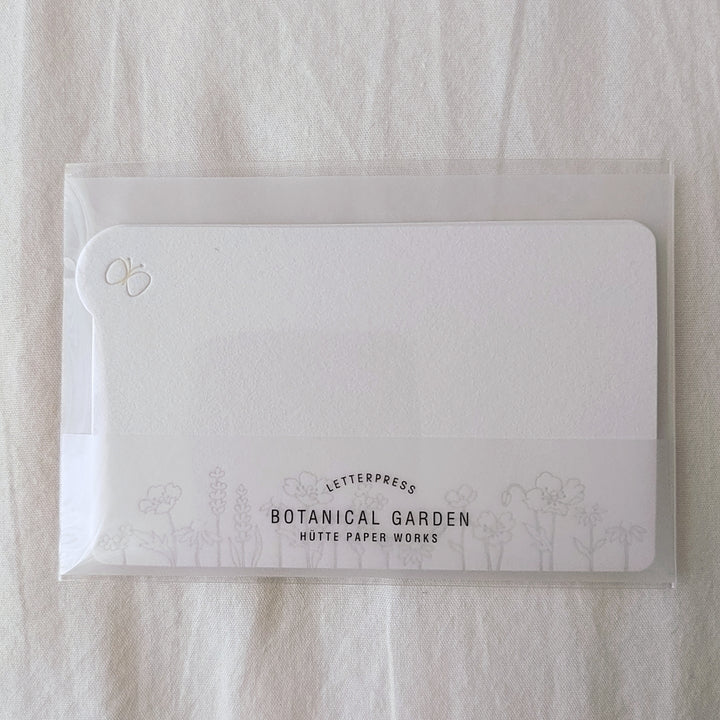 LETTERPRESS
BOTANICAL GARDEN
HÜTTE PAPER WORKS